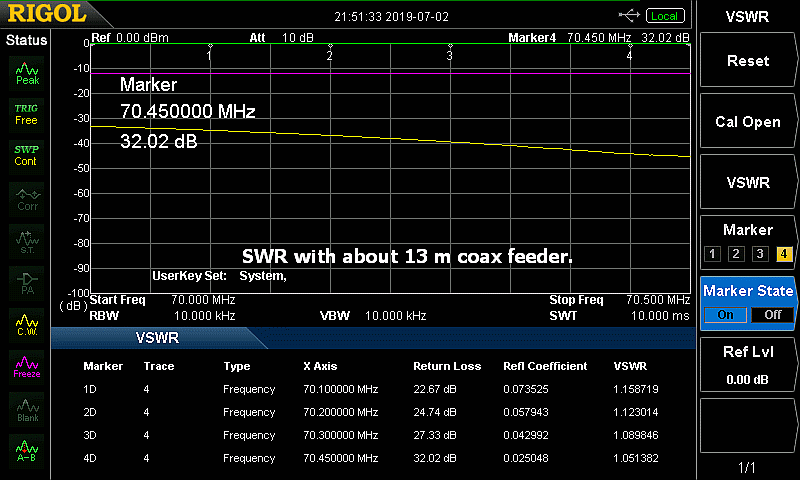 RIGOL
21:51:33 2019-07-02
Local
VSWR
Status
Ref 0.00 dBm
Att 10 dB
Marker4 70.450 MHz 32.02 dB
0
1
2
3
4
-10
-20
-30
-40
-50
-60
-70
-80
-90
-100
( dB )
Marker
70.450000 MHz
32.02 dB
SWR with about 13 m coax feeder.
UserKey Set: System,
Start Freq 70.000 MHz
Stop Freq 70.500 MHz
RBW 10.000 kHz
VBW 10.000 kHz
SWT 10.000 ms
Peak
TRIG
Free
SWP
Cont
Corr
S.T.
PA
C.W.
Freeze
Blank
A-B
VSWR
Marker Trace Type X Axis Return Loss Refl Coefficient VSWR
1D 4 Frequency 70.100000 MHz 22.67 dB 0.073525 1.158719
2D 4 Frequency 70.200000 MHz 24.74 dB 0.057943 1.123014
3D 4 Frequency 70.300000 MHz 27.33 dB 0.042992 1.089846
4D 4 Frequency 70.450000 MHz 32.02 dB 0.025048 1.051382
Reset
Cal Open
VSWR
Marker
1 2 3 4
Marker State
On Off
Ref Lvl
0.00 dB
1/1